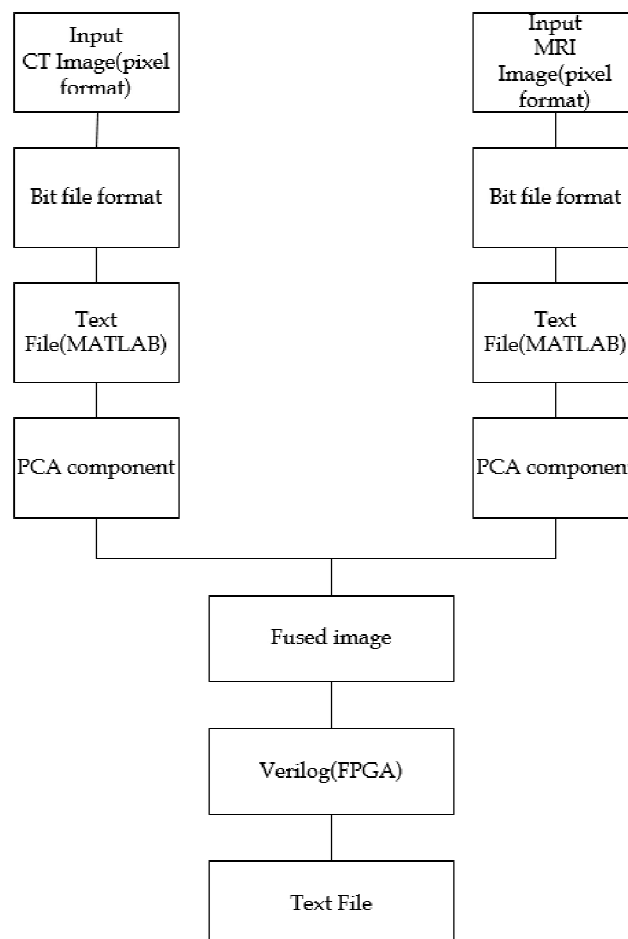 Input
CT Image(pixel
format)
Input
MRI
Image(pixel
format)
Bit file format
Bit file format
Text
File(MATLAB)
Text
File(MATLAB)
PCA component
PCA component
Fused image
Verilog(FPGA)
Text File